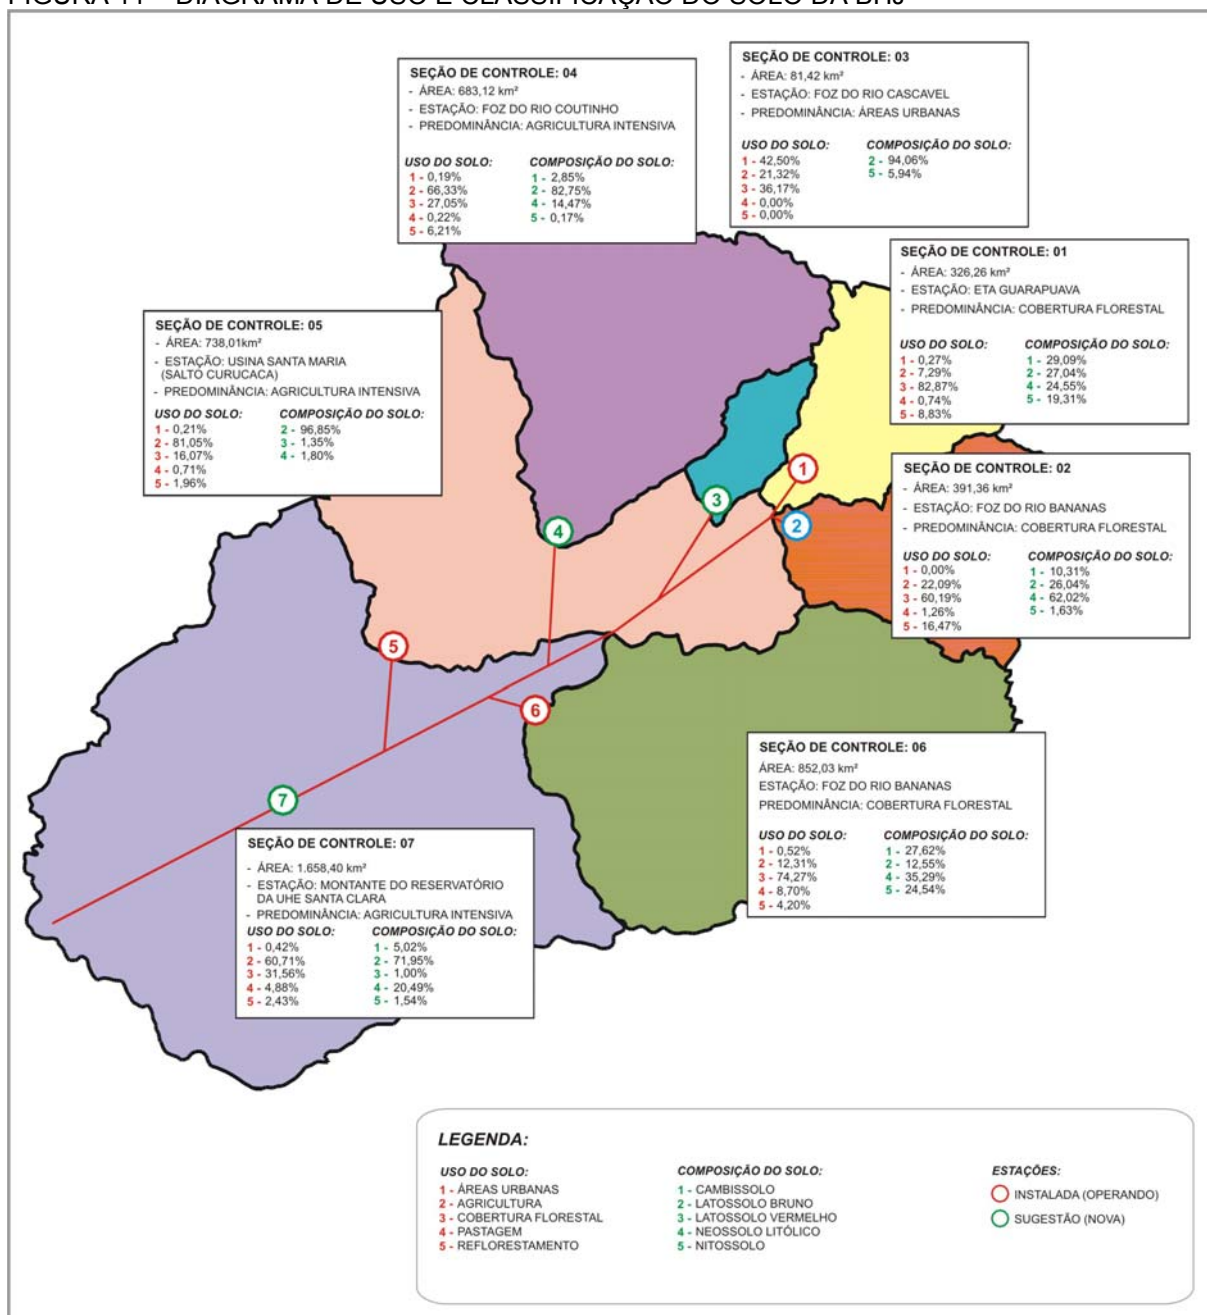 FIGURA 11 – DIAGRAMA DE USO E CLASSIFICAÇÃO DO SOLO DA BHJ
SEÇÃO DE CONTROLE: 04
- ÁREA: 683,12 km²
- ESTAÇÃO: FOZ DO RIO COUTINHO
- PREDOMINÂNCIA: AGRICULTURA INTENSIVA
USO DO SOLO:
1 - 0,19%
2 - 66,33%
3 - 27,05%
4 - 0,22%
5 - 6,21%
COMPOSIÇÃO DO SOLO:
1 - 2,85%
2 - 82,75%
4 - 14,47%
5 - 0,17%
SEÇÃO DE CONTROLE: 03
- ÁREA: 81,42 km²
- ESTAÇÃO: FOZ DO RIO CASCAVEL
- PREDOMINÂNCIA: ÁREAS URBANAS
USO DO SOLO:
1 - 42,50%
2 - 21,32%
3 - 36,17%
4 - 0,00%
5 - 0,00%
COMPOSIÇÃO DO SOLO:
2 - 94,06%
5 - 5,94%
SEÇÃO DE CONTROLE: 01
- ÁREA: 326,26 km²
- ESTAÇÃO: ETA GUARAPUAVA
- PREDOMINÂNCIA: COBERTURA FLORESTAL
USO DO SOLO:
1 - 0,27%
2 - 7,29%
3 - 82,87%
4 - 0,74%
5 - 8,83%
COMPOSIÇÃO DO SOLO:
1 - 29,09%
2 - 27,04%
4 - 24,55%
5 - 19,31%
SEÇÃO DE CONTROLE: 05
- ÁREA: 738,01km²
- ESTAÇÃO: USINA SANTA MARIA
(SALTO CURUCACA)
- PREDOMINÂNCIA: AGRICULTURA INTENSIVA
USO DO SOLO:
1 - 0,21%
2 - 81,05%
3 - 16,07%
4 - 0,71%
5 - 1,96%
COMPOSIÇÃO DO SOLO:
2 - 96,85%
3 - 1,35%
4 - 1,80%
SEÇÃO DE CONTROLE: 02
- ÁREA: 391,36 km²
- ESTAÇÃO: FOZ DO RIO BANANAS
- PREDOMINÂNCIA: COBERTURA FLORESTAL
USO DO SOLO:
1 - 0,00%
2 - 22,09%
3 - 60,19%
4 - 1,26%
5 - 16,47%
COMPOSIÇÃO DO SOLO:
1 - 10,31%
2 - 26,04%
4 - 62,02%
5 - 1,63%
1
3
2
4
5
6
7
SEÇÃO DE CONTROLE: 06
ÁREA: 852,03 km²
ESTAÇÃO: FOZ DO RIO BANANAS
PREDOMINÂNCIA: COBERTURA FLORESTAL
USO DO SOLO:
1 - 0,52%
2 - 12,31%
3 - 74,27%
4 - 8,70%
5 - 4,20%
COMPOSIÇÃO DO SOLO:
1 - 27,62%
2 - 12,55%
4 - 35,29%
5 - 24,54%
SEÇÃO DE CONTROLE: 07
- ÁREA: 1.658,40 km²
- ESTAÇÃO: MONTANTE DO RESERVATÓRIO
DA UHE SANTA CLARA
- PREDOMINÂNCIA: AGRICULTURA INTENSIVA
USO DO SOLO:
1 - 0,42%
2 - 60,71%
3 - 31,56%
4 - 4,88%
5 - 2,43%
COMPOSIÇÃO DO SOLO:
1 - 5,02%
2 - 71,95%
3 - 1,00%
4 - 20,49%
5 - 1,54%
LEGENDA:
USO DO SOLO:
1 - ÁREAS URBANAS
2 - AGRICULTURA
3 - COBERTURA FLORESTAL
4 - PASTAGEM
5 - REFLORESTAMENTO
COMPOSIÇÃO DO SOLO:
1 - CAMBISSOLO
2 - LATOSSOLO BRUNO
3 - LATOSSOLO VERMELHO
4 - NEOSSOLO LITÓLICO
5 - NITOSSOLO
ESTAÇÕES:
INSTALADA (OPERANDO)
SUGESTÃO (NOVA)